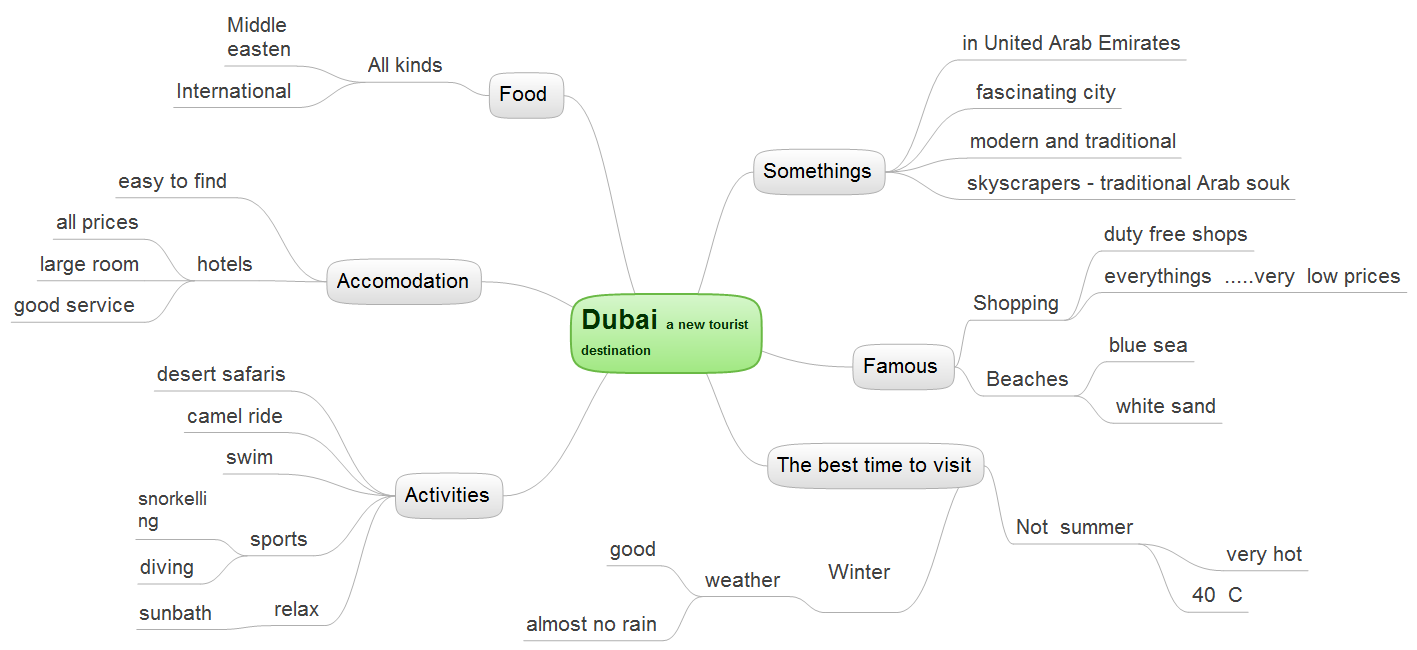 Dubai a new tourist
destination
Food
All kinds
Middle
easten
International
Accomodation
easy to find
hotels
all prices
large room
good service
Activities
desert safaris
camel ride
swim
sports
snorkelli
ng
diving
relax
sunbath
Somethings
in United Arab Emirates
fascinating city
modern and traditional
skyscrapers - traditional Arab souk
Famous
Shopping
duty free shops
everythings .....very low prices
Beaches
blue sea
white sand
The best time to visit
Not summer
very hot
40 C
Winter
weather
good
almost no rain